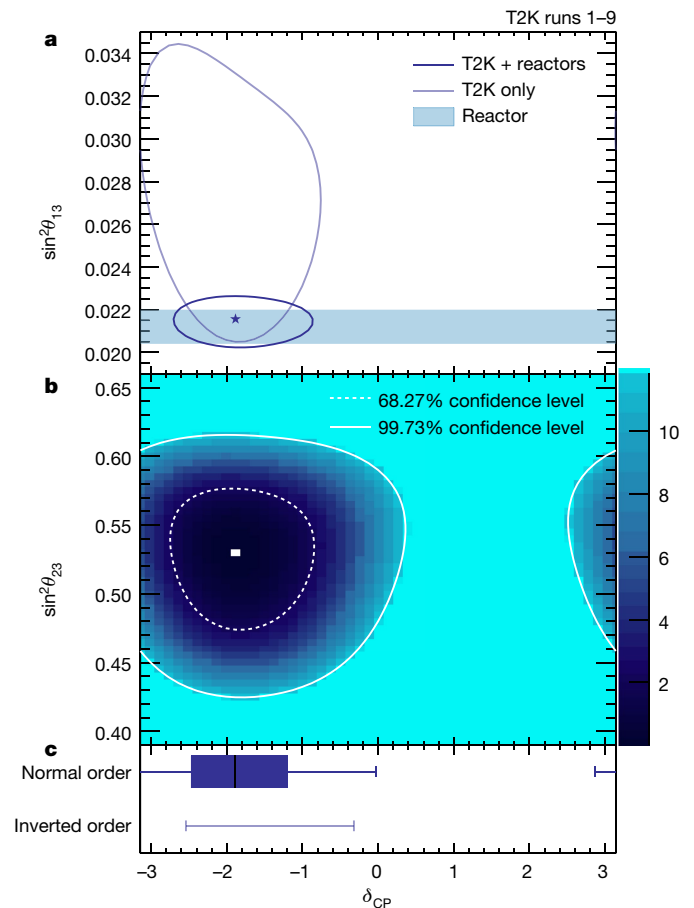 T2K runs 1–9
a
T2K + reactors
T2K only
Reactor
0.034
0.032
0.030
0.028
0.026
0.024
0.022
0.020
sin²θ₁₃
b
68.27% confidence level
99.73% confidence level
0.65
0.60
0.55
0.50
0.45
0.40
sin²θ₂₃
10
8
6
4
2
c
Normal order
Inverted order
–3 –2 –1 0 1 2 3
δ_CP